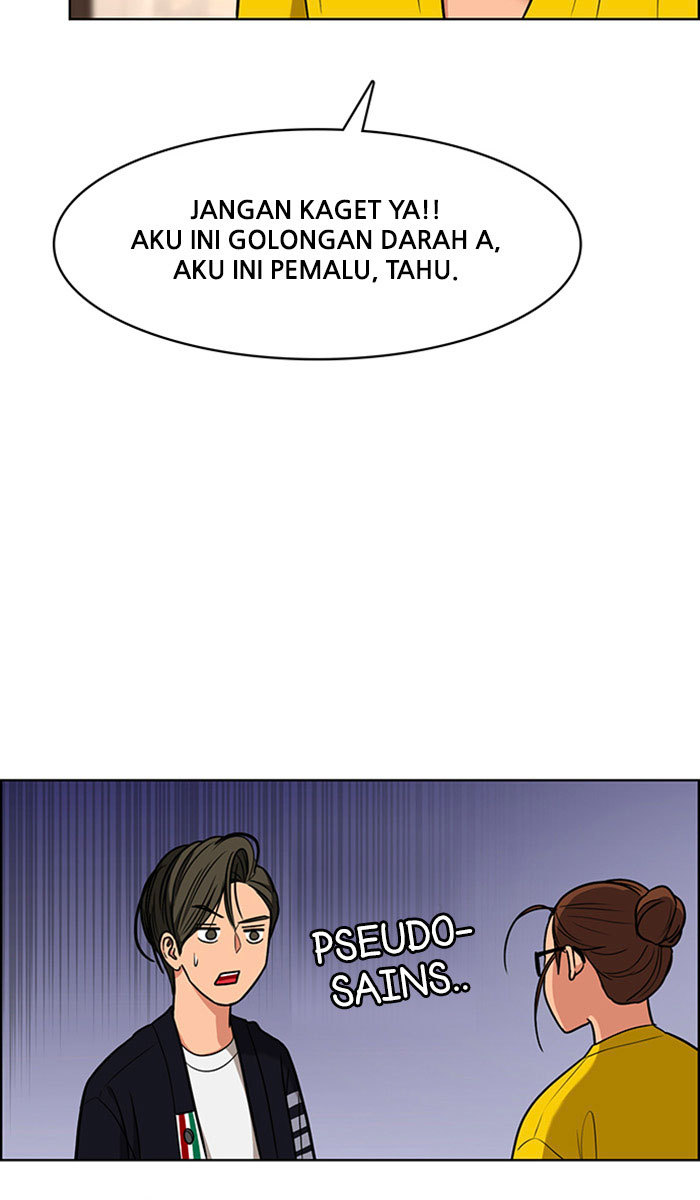 JANGAN KAGET YA!!
AKU INI GOLONGAN DARAH A,
AKU INI PEMALU, TAHU.
PSEUDO-
SAINS..